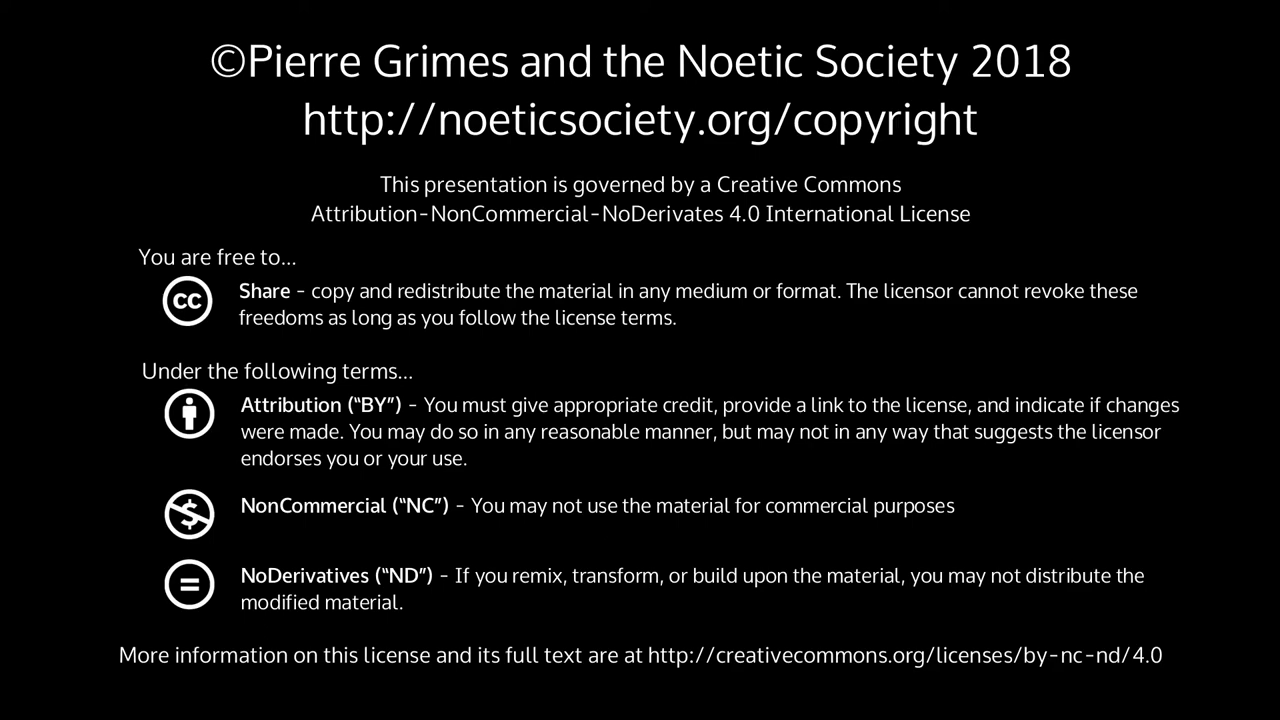 ©Pierre Grimes and the Noetic Society 2018
http://noeticsociety.org/copyright
This presentation is governed by a Creative Commons
Attribution-NonCommercial-NoDerivates 4.0 International License
You are free to...
cc
Share - copy and redistribute the material in any medium or format. The licensor cannot revoke these
freedoms as long as you follow the license terms.
Under the following terms...
Attribution (“BY”) - You must give appropriate credit, provide a link to the license, and indicate if changes
were made. You may do so in any reasonable manner, but may not in any way that suggests the licensor
endorses you or your use.
NonCommercial (“NC”) - You may not use the material for commercial purposes
NoDerivatives (“ND”) - If you remix, transform, or build upon the material, you may not distribute the
modified material.
More information on this license and its full text are at http://creativecommons.org/licenses/by-nc-nd/4.0